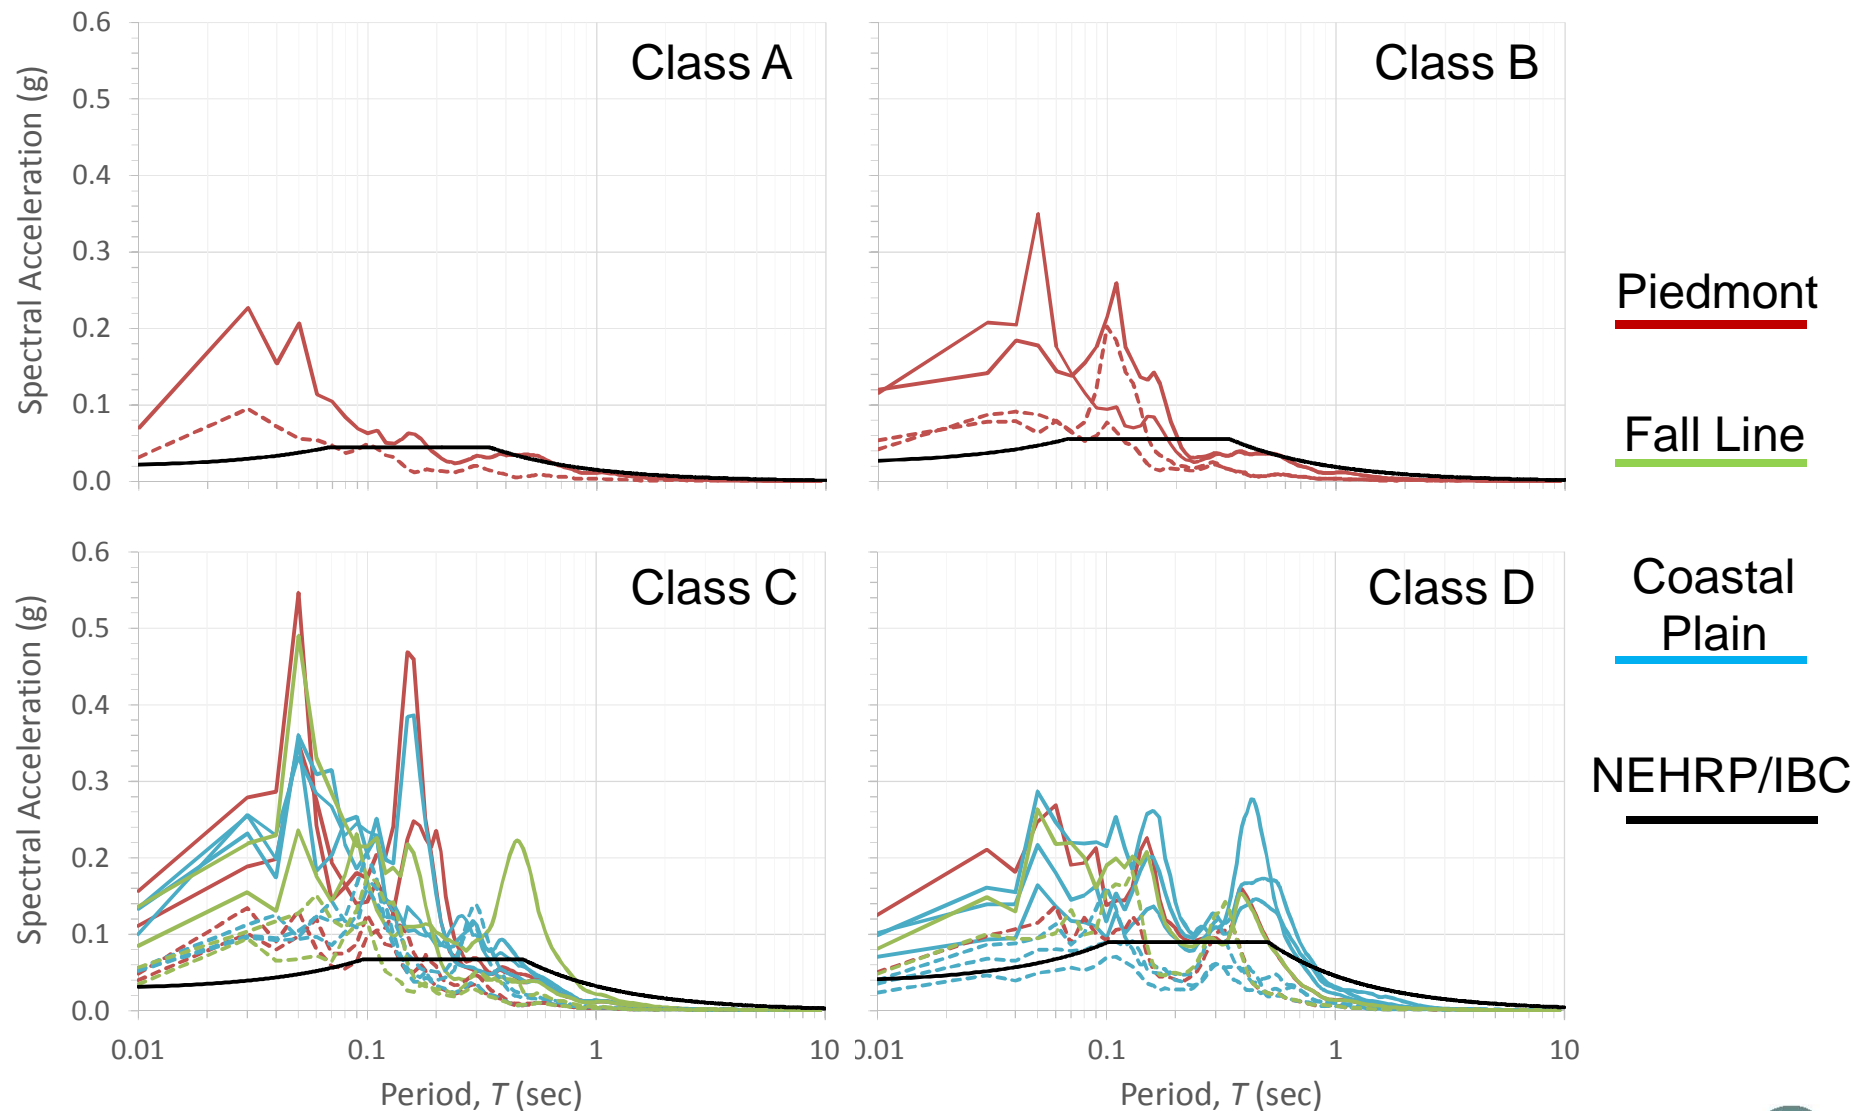 Class A
Class B
Spectral Acceleration (g)
0.6
0.5
0.4
0.3
0.2
0.1
0.0
Piedmont
Fall Line
Coastal
Plain
NEHRP/IBC
Class C
Class D
Spectral Acceleration (g)
0.6
0.5
0.4
0.3
0.2
0.1
0.0
0.01
0.1
1
10
0.01
0.1
1
10
Period, T (sec)
Period, T (sec)